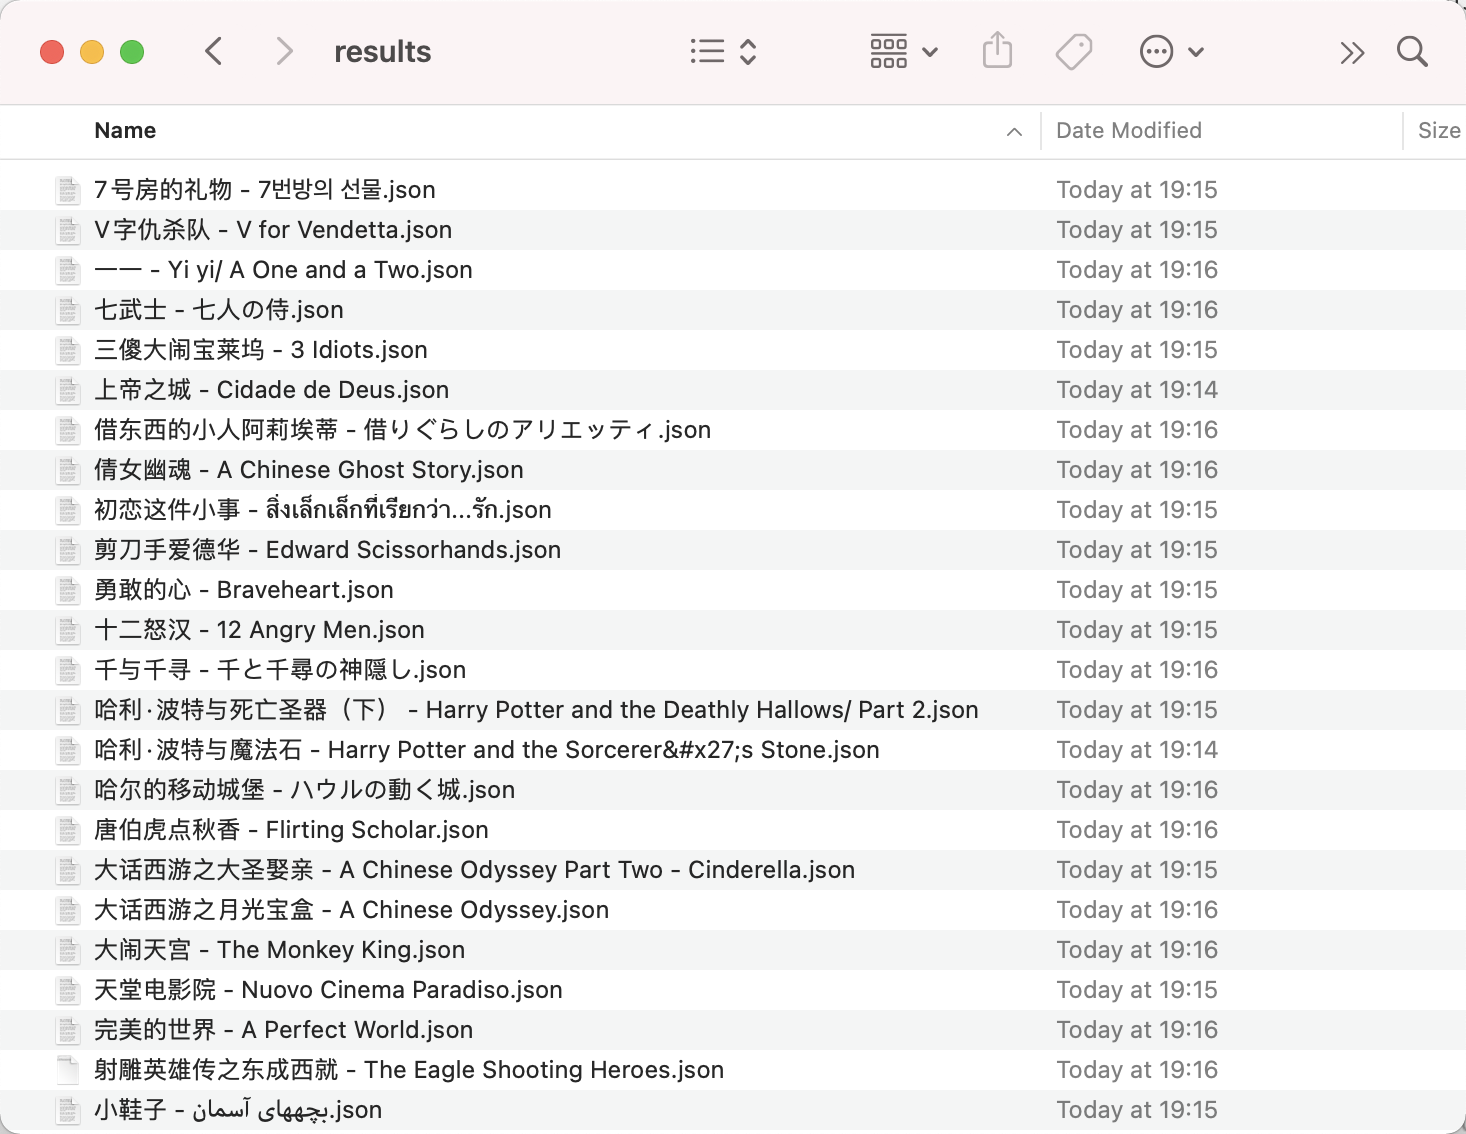 results
Name Date Modified Size
7号房的礼物 - 7번방의 선물.json Today at 19:15
V字仇杀队 - V for Vendetta.json Today at 19:15
一一 - Yi yi/ A One and a Two.json Today at 19:16
七武士 - 七人の侍.json Today at 19:16
三傻大闹宝莱坞 - 3 Idiots.json Today at 19:15
上帝之城 - Cidade de Deus.json Today at 19:14
借东西的小人阿莉埃蒂 - 借りぐらしのアリエッティ.json Today at 19:16
倩女幽魂 - A Chinese Ghost Story.json Today at 19:16
初恋这件小事 - สิ่งเล็กเล็กที่เรียกว่า...รัก.json Today at 19:15
剪刀手爱德华 - Edward Scissorhands.json Today at 19:15
勇敢的心 - Braveheart.json Today at 19:15
十二怒汉 - 12 Angry Men.json Today at 19:15
千与千寻 - 千と千尋の神隠し.json Today at 19:16
哈利·波特与死亡圣器（下） - Harry Potter and the Deathly Hallows/ Part 2.json Today at 19:15
哈利·波特与魔法石 - Harry Potter and the Sorcerer&#x27;s Stone.json Today at 19:14
哈尔的移动城堡 - ハウルの動く城.json Today at 19:16
唐伯虎点秋香 - Flirting Scholar.json Today at 19:16
大话西游之大圣娶亲 - A Chinese Odyssey Part Two - Cinderella.json Today at 19:15
大话西游之月光宝盒 - A Chinese Odyssey.json Today at 19:16
大闹天宫 - The Monkey King.json Today at 19:16
天堂电影院 - Nuovo Cinema Paradiso.json Today at 19:15
完美的世界 - A Perfect World.json Today at 19:16
射雕英雄传之东成西就 - The Eagle Shooting Heroes.json Today at 19:16
小鞋子 - بچههای آسمان.json Today at 19:15